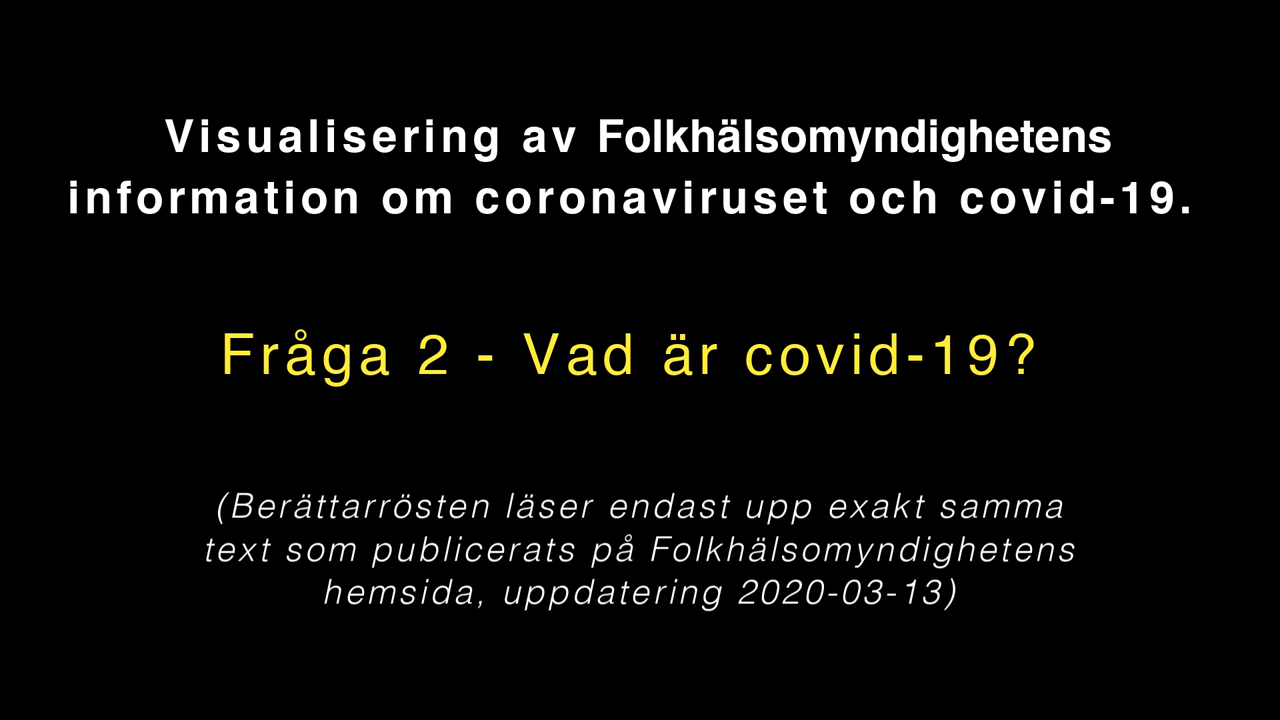 Visualisering av Folkhälsomyndighetens
information om coronaviruset och covid-19.
Fråga 2 - Vad är covid-19?
(Berättarrösten läser endast upp exakt samma
text som publicerats på Folkhälsomyndighetens
hemsida, uppdatering 2020-03-13)